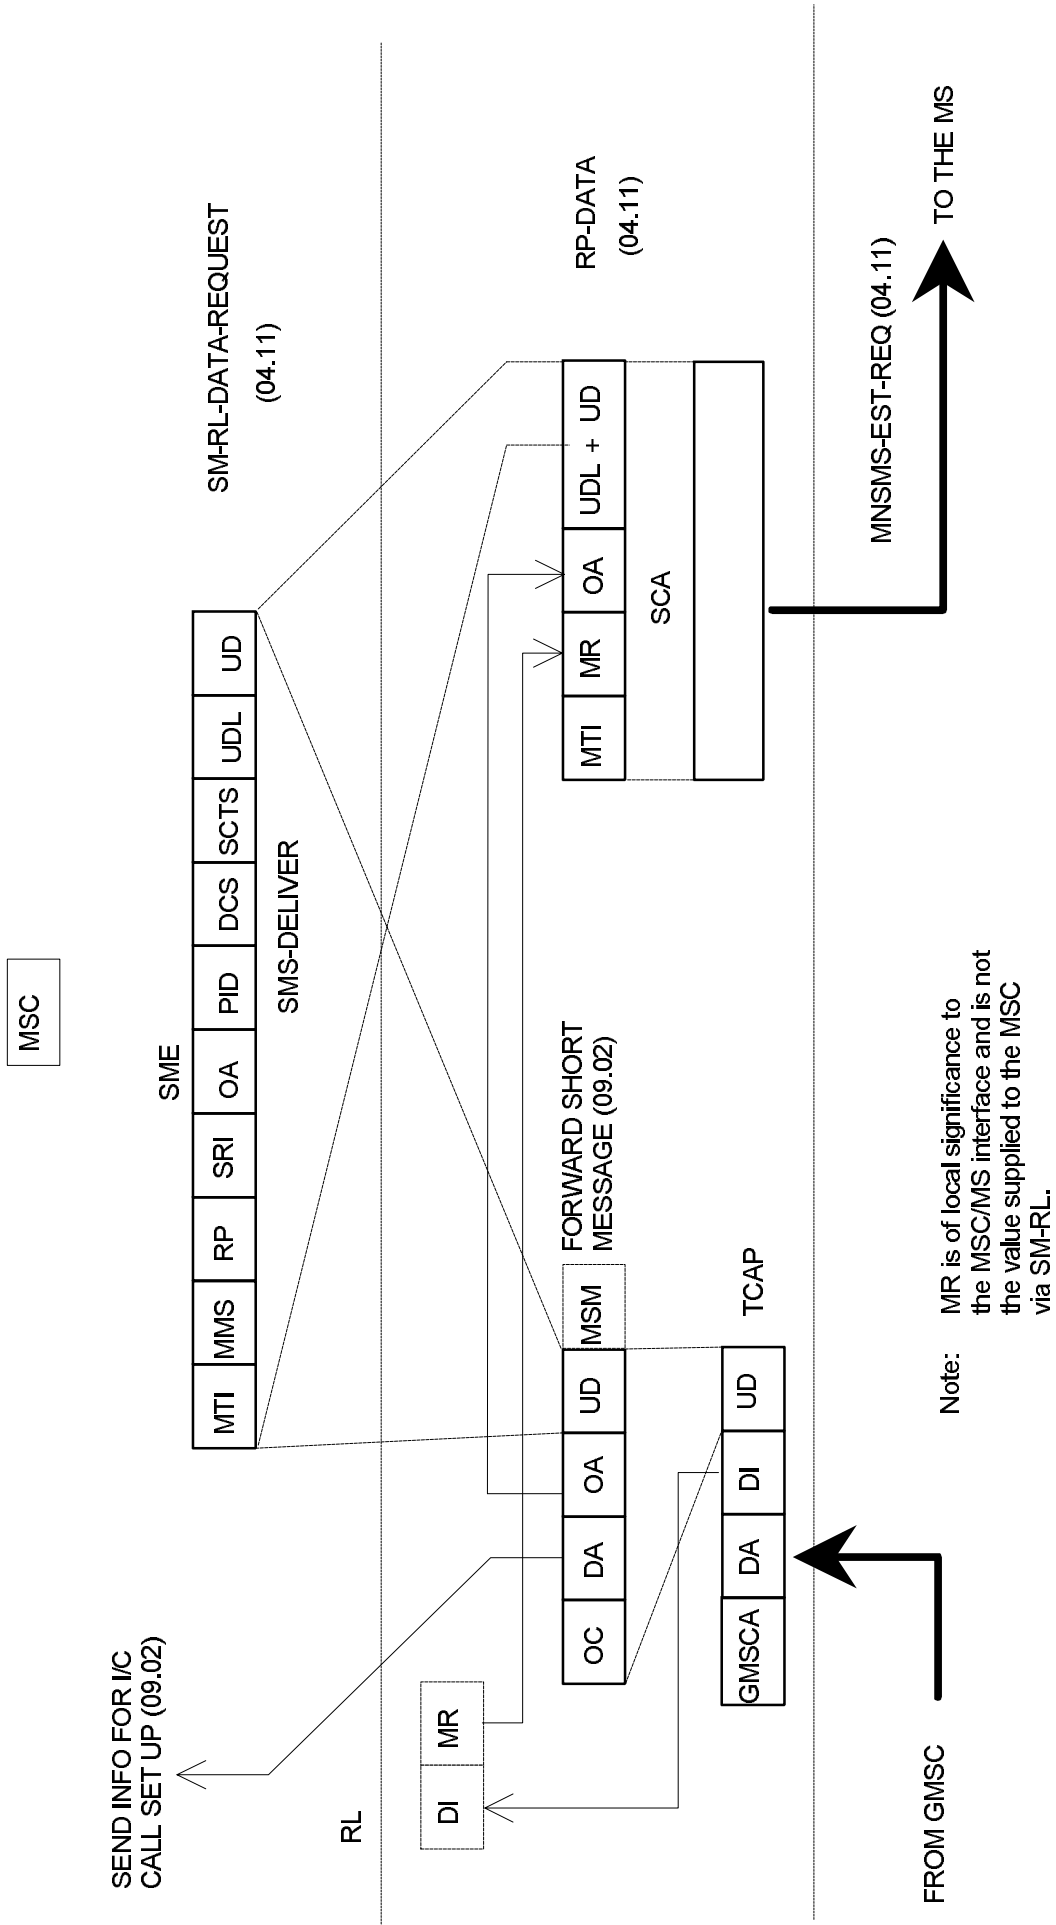 MSC
SEND INFO FOR I/C
CALL SET UP (09.02)
SME
SM-RL-DATA-REQUEST
(04.11)
MTI MMS RP SRI OA PID DCS SCTS UDL UD
SMS-DELIVER
RL
DI MR
FORWARD SHORT
MESSAGE (09.02)
RP-DATA
(04.11)
OC DA OA UD MSM
MTI MR OA UDL + UD
SCA
TCAP
GMSCA DA DI UD
MNSMS-EST-REQ (04.11)
FROM GMSC
TO THE MS
Note: MR is of local significance to
the MSC/MS interface and is not
the value supplied to the MSC
via SM-RL.